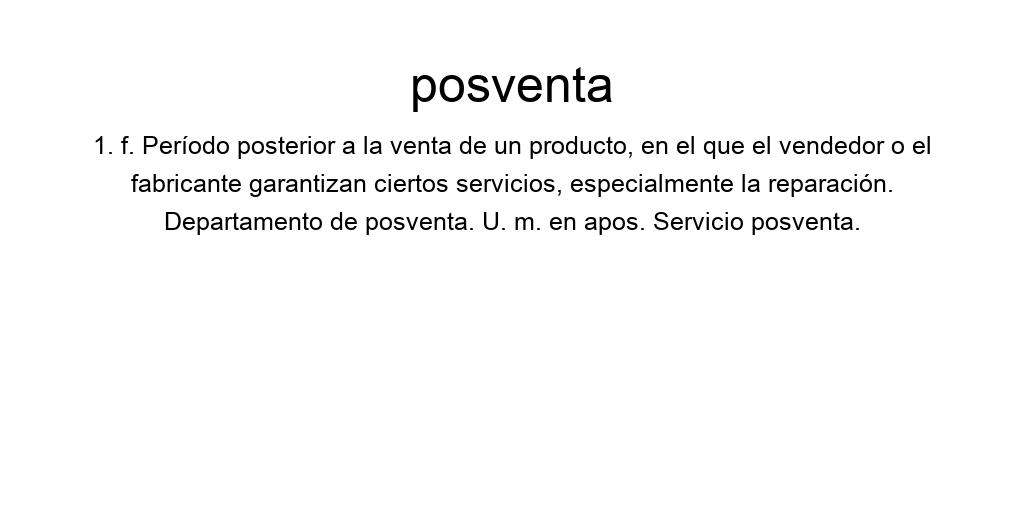 posventa
1. f. Período posterior a la venta de un producto, en el que el vendedor o el
fabricante garantizan ciertos servicios, especialmente la reparación.
Departamento de posventa. U. m. en apos. Servicio posventa.